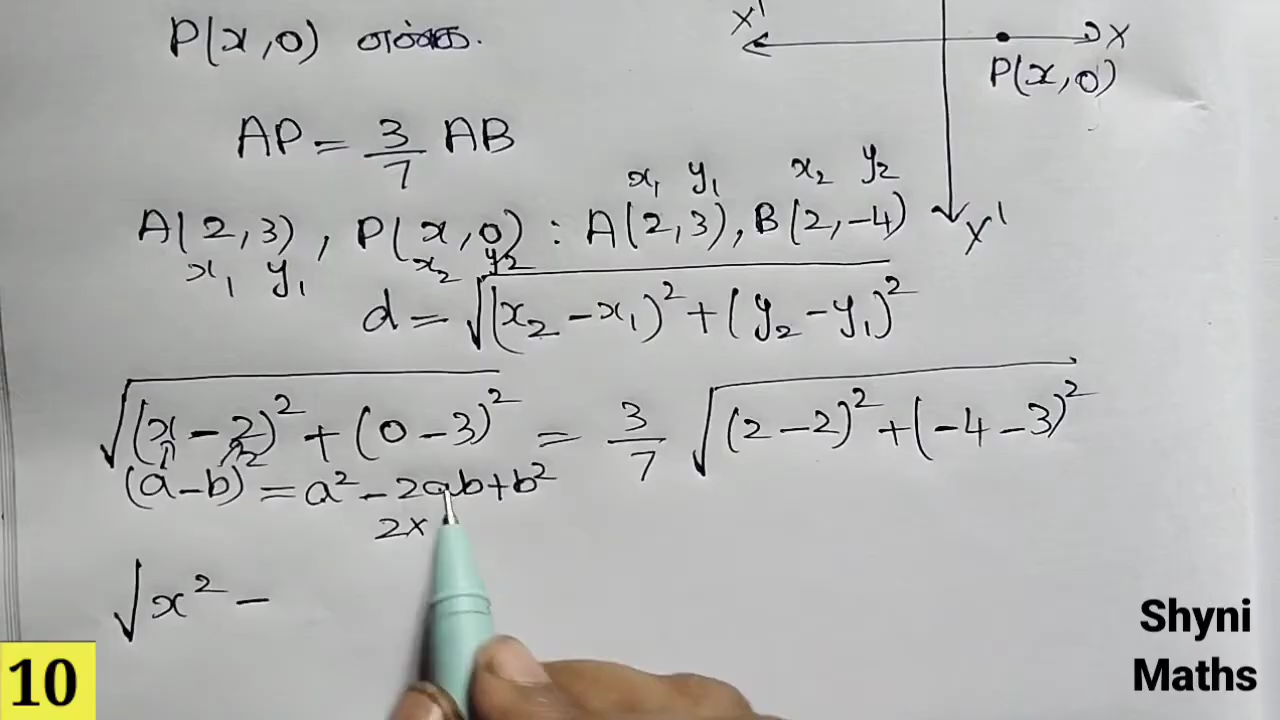 P(x,0) என்க.
X'
X
P(x,0)
AP = 3/7 AB
x₁ y₁ x₂ y₂
A(2,3), P(x,0) : A(2,3), B(2,-4)
Y'
x₁ y₁ x₂ y₂
d = √((x₂-x₁)²+(y₂-y₁)²)
√((x-2)²+(0-3)²) = 3/7 √((2-2)²+(-4-3)²)
(a-b)² = a²-2ab+b²
2×
√x² -
10
Shyni
Maths